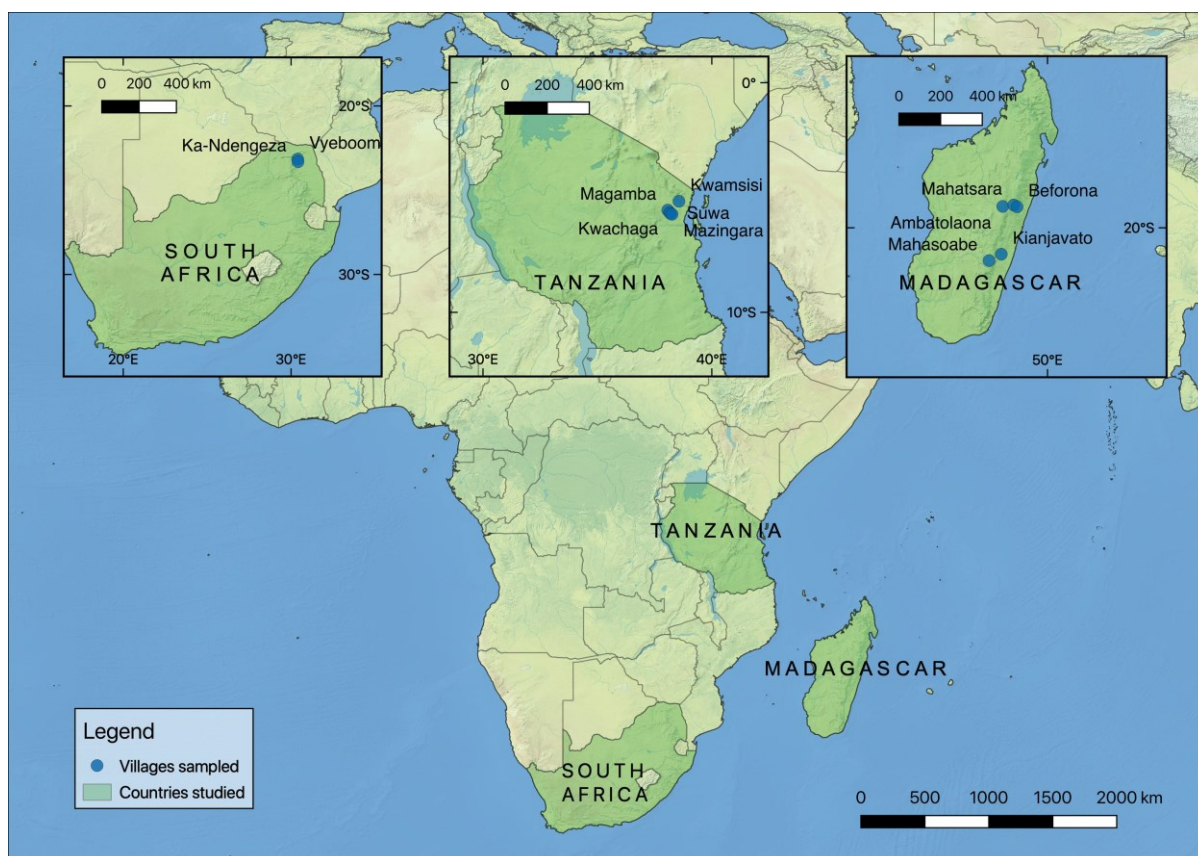 0 200 400 km
20°S
Ka-Ndengeza
Vyeboom
SOUTH
AFRICA
30°S
20°E
30°E
0 200 400 km
0°
Magamba
Kwamsisi
Suwa
Kwachaga
Mazingara
TANZANIA
10°S
30°E
40°E
0 200 400 km
Mahatsara
Beforona
Ambatolaona
20°S
Mahasoabe
Kianjavato
MADAGASCAR
50°E
TANZANIA
MADAGASCAR
SOUTH
AFRICA
Legend
Villages sampled
Countries studied
0 500 1000 1500 2000 km